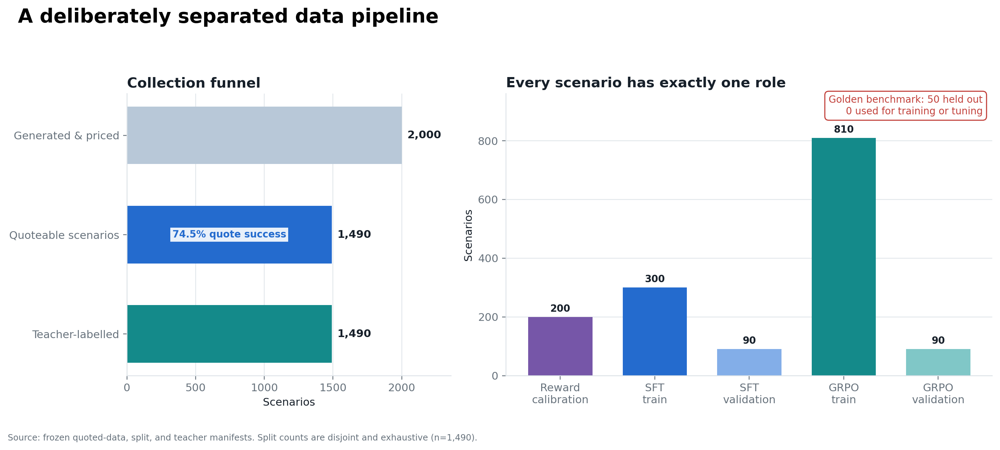 A deliberately separated data pipeline
Collection funnel
Generated & priced
2,000
Quoteable scenarios
74.5% quote success
1,490
Teacher-labelled
1,490
0
500
1000
1500
2000
Scenarios
Every scenario has exactly one role
Golden benchmark: 50 held out
0 used for training or tuning
Scenarios
800
600
400
200
0
200
300
90
810
90
Reward
calibration
SFT
train
SFT
validation
GRPO
train
GRPO
validation
Source: frozen quoted-data, split, and teacher manifests. Split counts are disjoint and exhaustive (n=1,490).